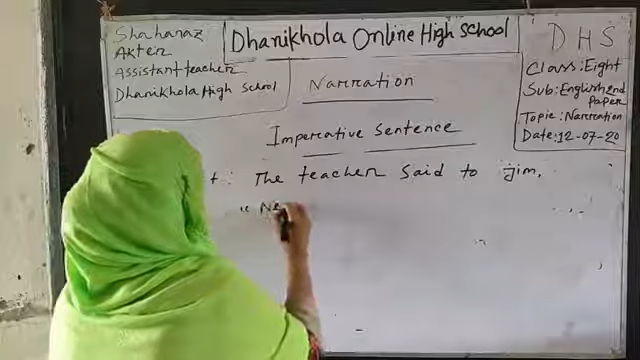 Shahanaz
Akter
Assistant teacher
Dhanikhola High School
Dhanikhola Online High School
DHS
Class: Eight
Sub: English 2nd
Paper
Topic: Narration
Date: 12-07-20
Narration
Imperative Sentence
t: The teacher said to Jim,
" Ne